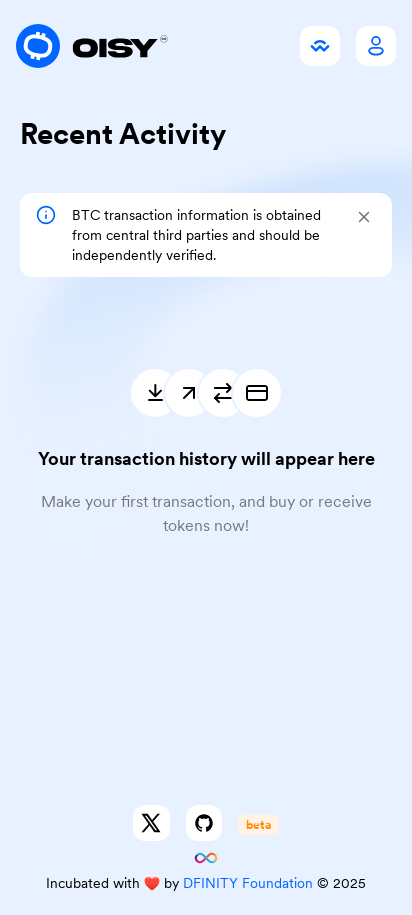 OISY
Recent Activity
BTC transaction information is obtained
from central third parties and should be
independently verified.
Your transaction history will appear here
Make your first transaction, and buy or receive
tokens now!
beta
Incubated with ❤️ by DFINITY Foundation © 2025